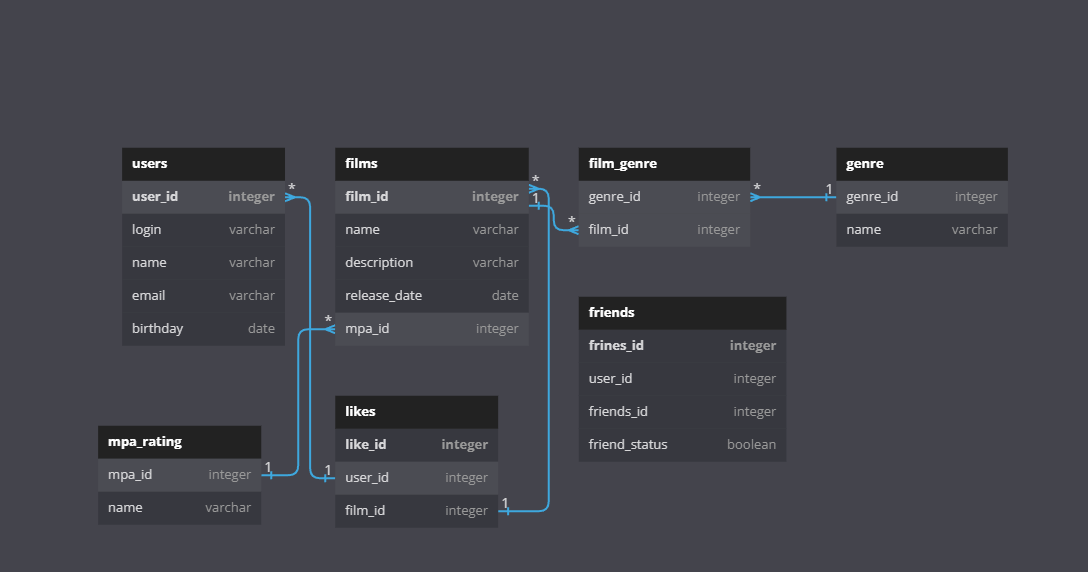 users
user_id integer
login varchar
name varchar
email varchar
birthday date
films
film_id integer
name varchar
description varchar
release_date date
mpa_id integer
film_genre
genre_id integer
film_id integer
genre
genre_id integer
name varchar
friends
frines_id integer
user_id integer
friends_id integer
friend_status boolean
likes
like_id integer
user_id integer
film_id integer
mpa_rating
mpa_id integer
name varchar
*
*
1
*
*
1
*
1
1
1